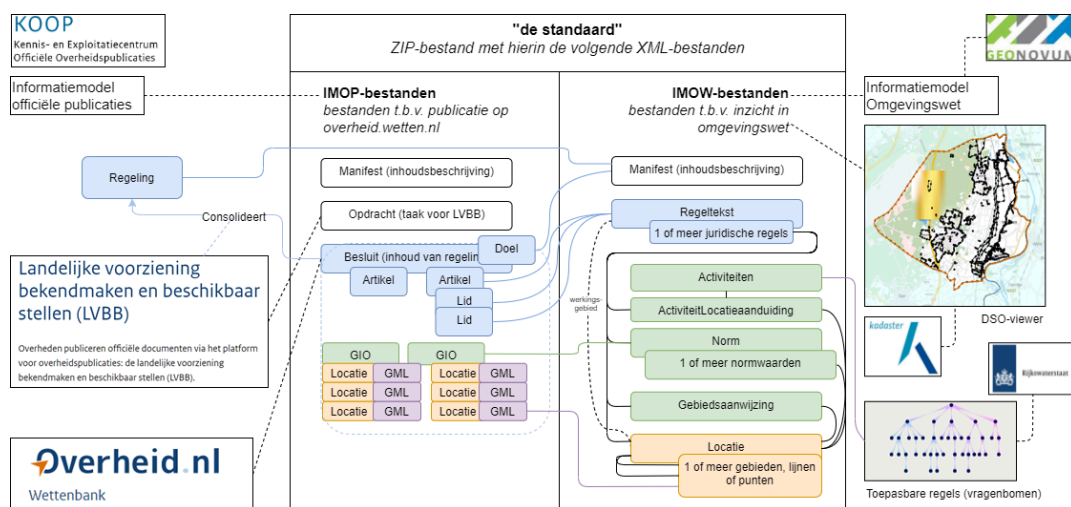 KOOP
Kennis- en Exploitatiecentrum
Officiële Overheidspublicaties
Informatiemodel
officiële publicaties
"de standaard"
ZIP-bestand met hierin de volgende XML-bestanden
IMOP-bestanden
bestanden t.b.v. publicatie op
overheid.wetten.nl
IMOW-bestanden
bestanden t.b.v. inzicht in
omgevingswet
GEONOVUM
Informatiemodel
Omgevingswet
Regeling
Consolideert
Manifest (inhoudsbeschrijving)
Opdracht (taak voor LVBB)
Doel
Besluit (inhoud van regelin
Artikel
Artikel
Lid
Lid
GIO
GIO
Locatie
GML
Locatie
GML
Locatie
GML
Locatie
GML
Locatie
GML
Locatie
GML
Manifest (inhoudsbeschrijving)
Regeltekst
1 of meer juridische regels
Activiteiten
werkings-
gebied
ActiviteitLocatieaanduiding
Norm
1 of meer normwaarden
Gebiedsaanwijzing
Locatie
1 of meer gebieden, lijnen
of punten
Landelijke voorziening
bekendmaken en beschikbaar
stellen (LVBB)
Overheden publiceren officiële documenten via het platform
voor overheidspublicaties: de landelijke voorziening
bekendmaken en beschikbaar stellen (LVBB).
Overheid.nl
Wettenbank
DSO-viewer
kadaster
Rijkswaterstaat
Toepasbare regels (vragenbomen)